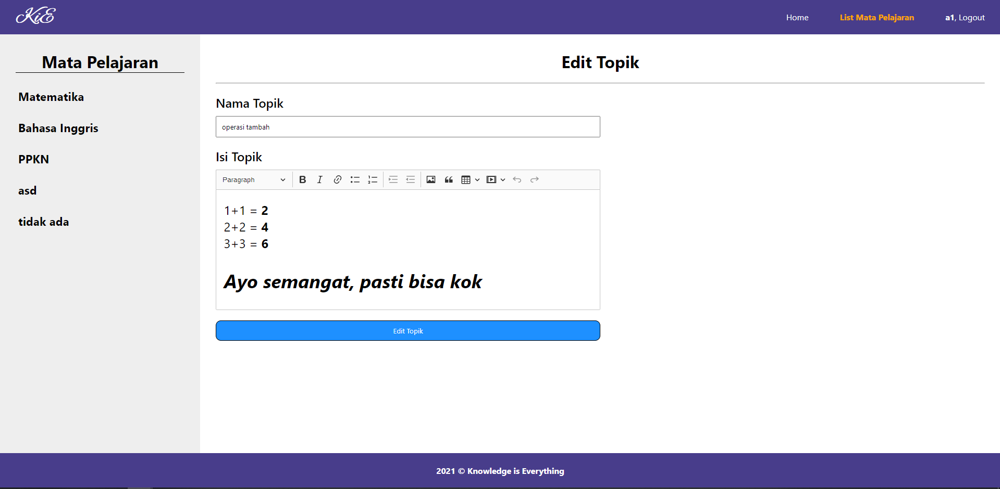 KiE
Home
List Mata Pelajaran
a1, Logout
Mata Pelajaran
Matematika
Bahasa Inggris
PPKN
asd
tidak ada
Edit Topik
Nama Topik
operasi tambah
Isi Topik
Paragraph
1+1 = 2
2+2 = 4
3+3 = 6
Ayo semangat, pasti bisa kok
Edit Topik
2021 © Knowledge is Everything